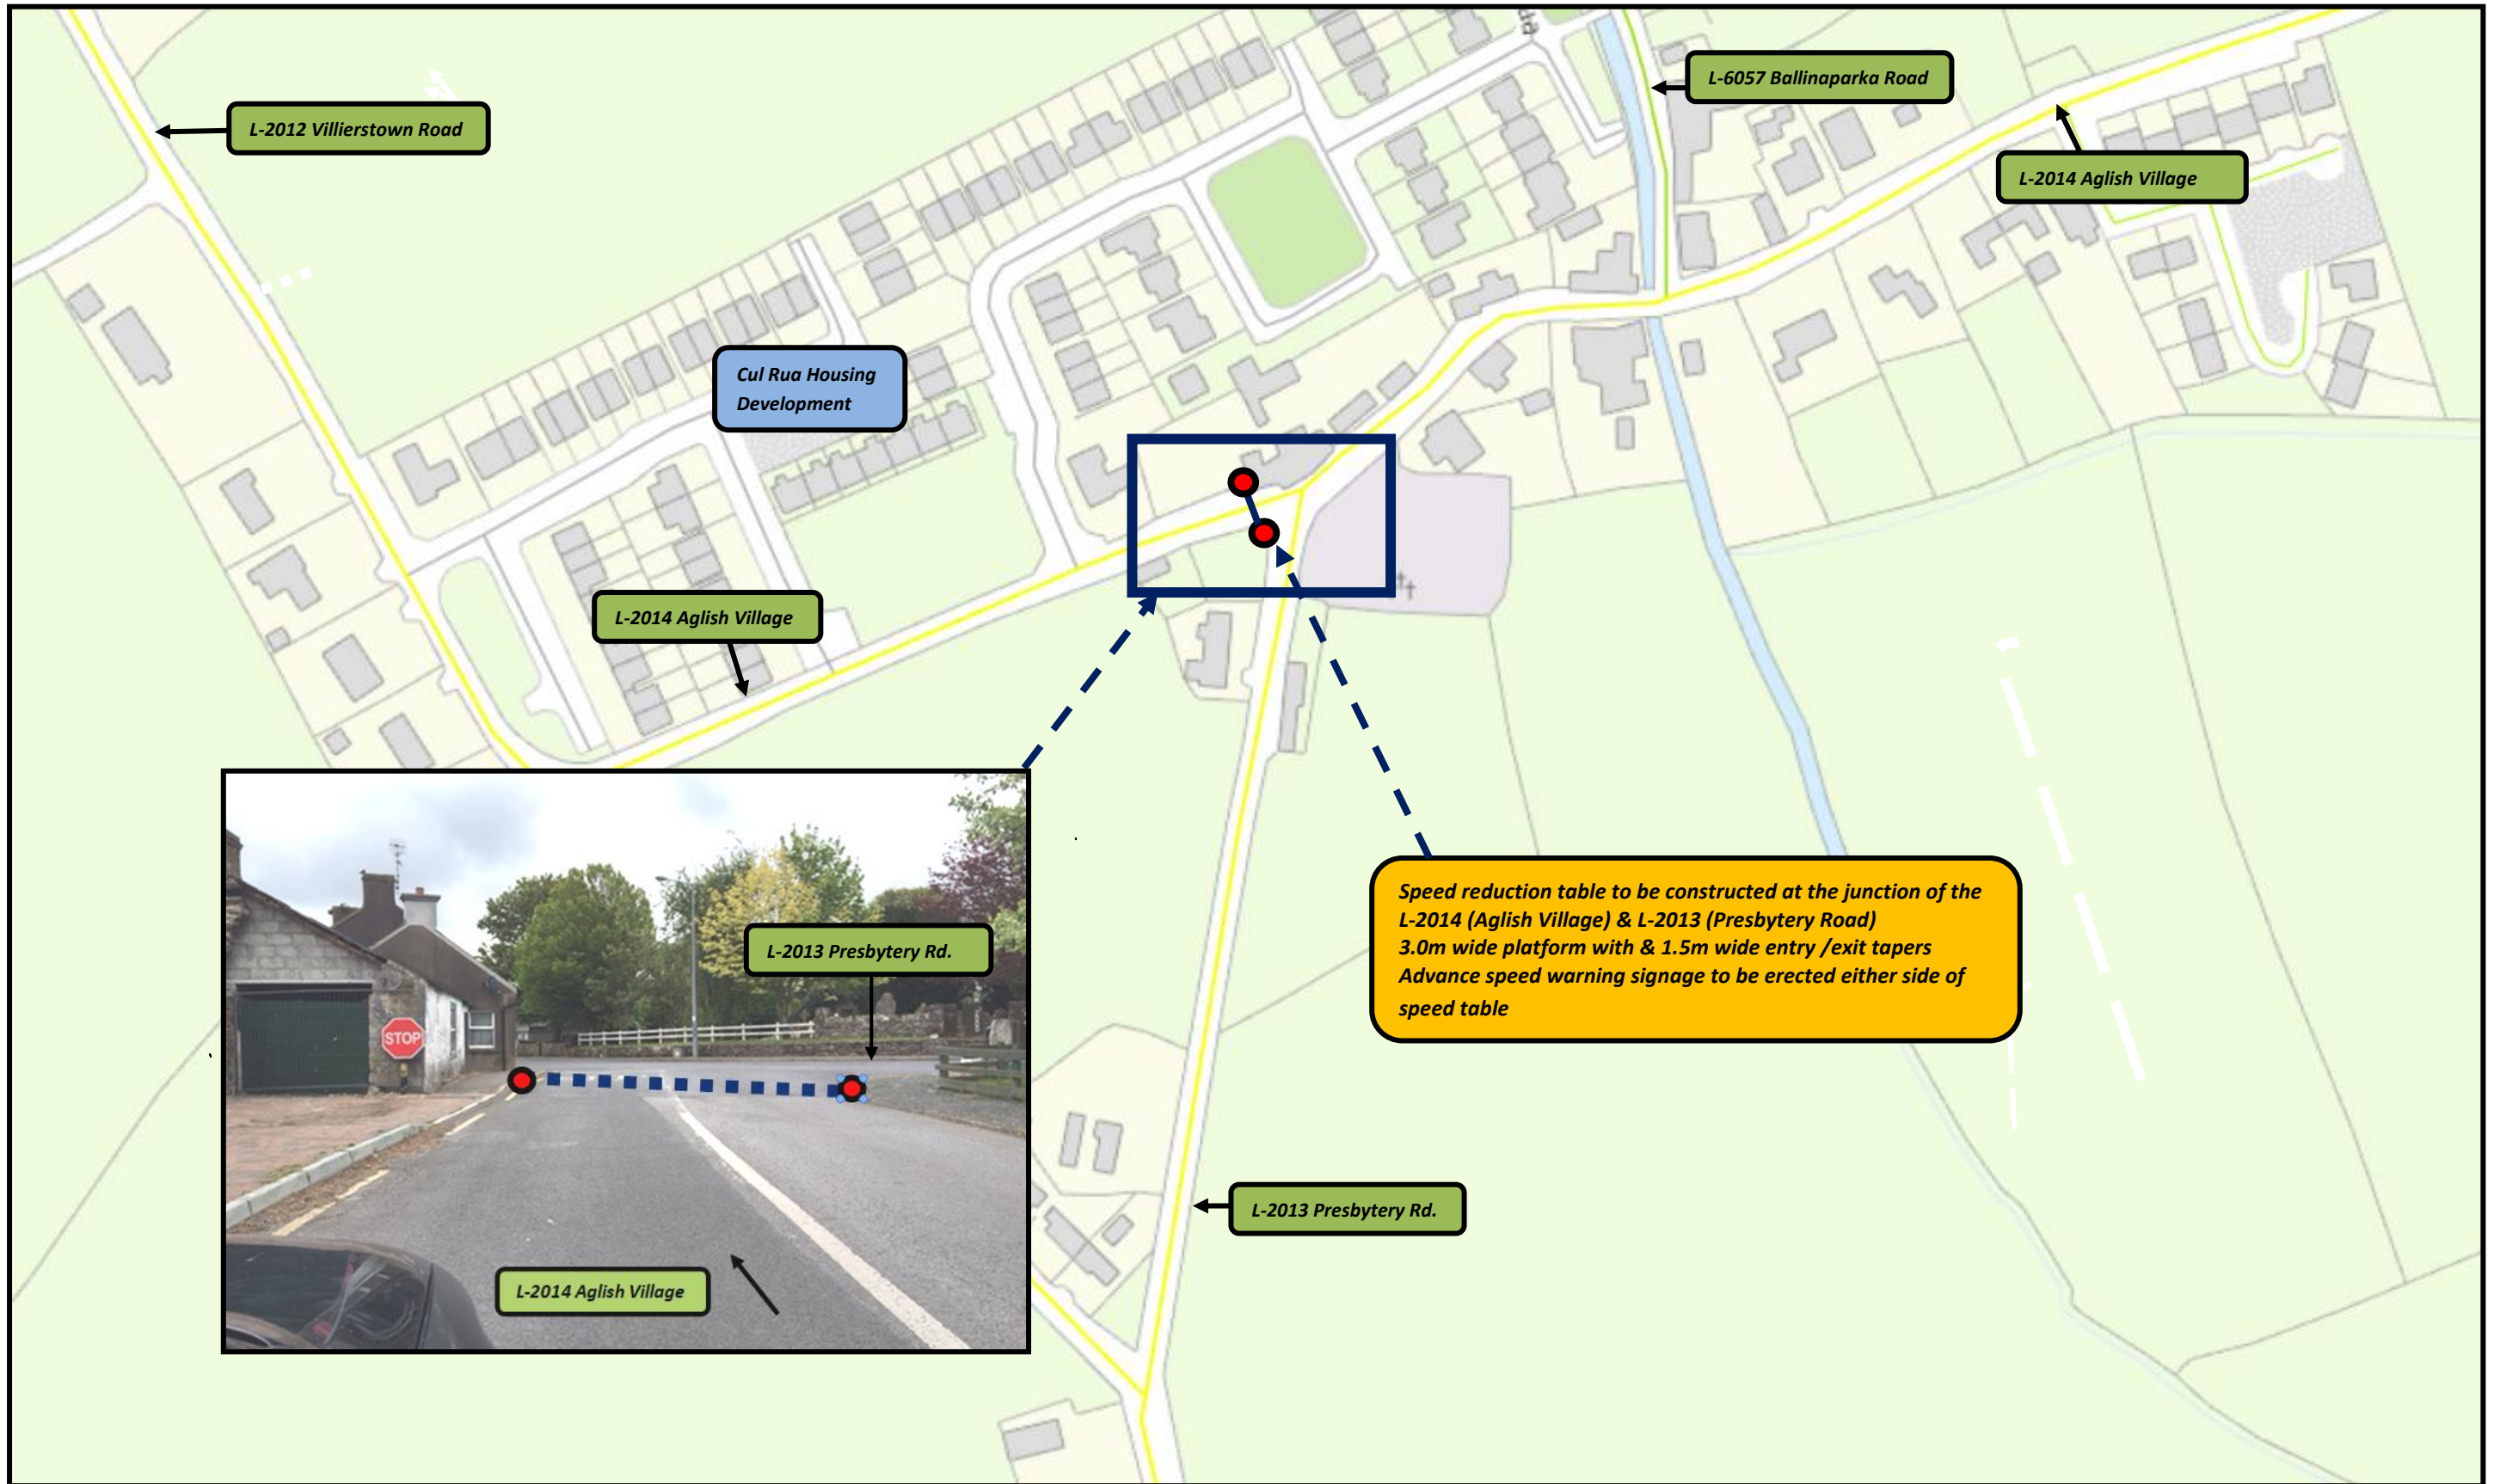 L-6057 Ballinaparka Road
L-2012 Villierstown Road
L-2014 Aglish Village
Cul Rua Housing
Development
L-2014 Aglish Village
Speed reduction table to be constructed at the junction of the
L-2014 (Aglish Village) & L-2013 (Presbytery Road)
3.0m wide platform with & 1.5m wide entry /exit tapers
Advance speed warning signage to be erected either side of
speed table
L-2013 Presbytery Rd.
STOP
L-2014 Aglish Village
L-2013 Presbytery Rd.